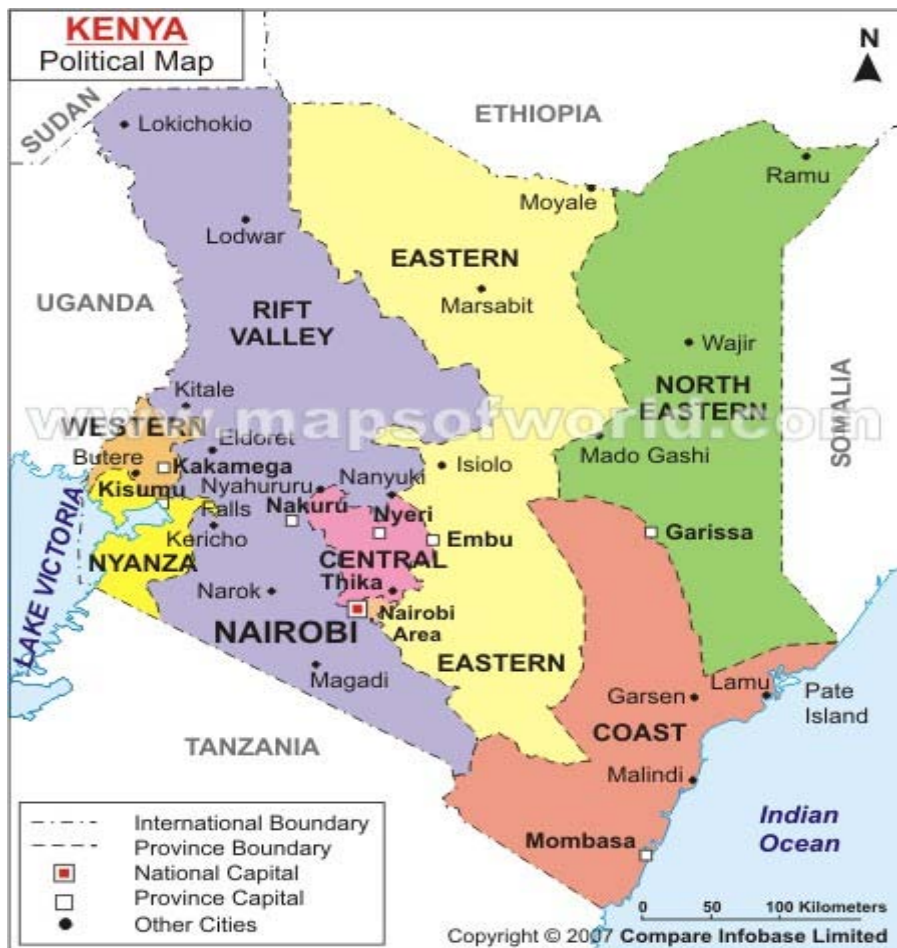 KENYA
Political Map
N
SUDAN
ETHIOPIA
Lokichokio
Ramu
Moyale
Lodwar
EASTERN
UGANDA
Marsabit
RIFT
VALLEY
Wajir
SOMALIA
Kitale
NORTH
EASTERN
www.mapsofworld.com
WESTERN
Eldoret
Mado Gashi
Butere
Kakamega
Isiolo
Kisumu
Nyahururu
Falls
Nanyuki
Nakuru
Nyeri
Kericho
Embu
Garissa
LAKE VICTORIA
NYANZA
CENTRAL
Thika
Narok
Nairobi
Area
NAIROBI
EASTERN
Magadi
Garsen
Lamu
Pate
Island
COAST
TANZANIA
Malindi
Indian
Ocean
Mombasa
International Boundary
Province Boundary
National Capital
Province Capital
Other Cities
0 50 100 Kilometers
Copyright © 2007 Compare Infobase Limited